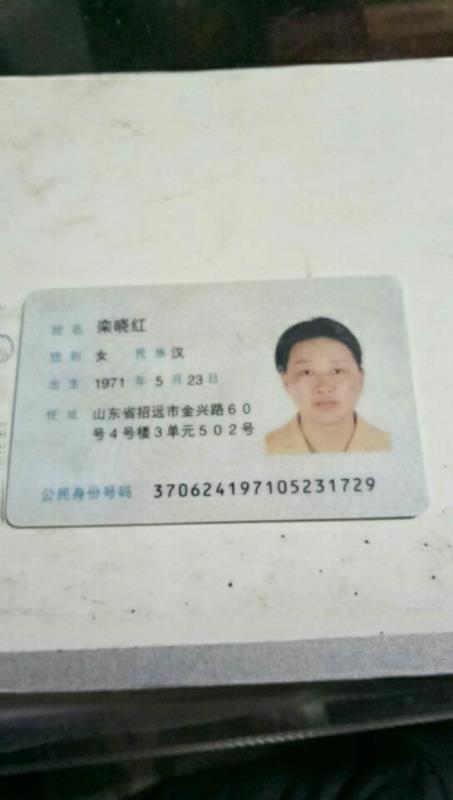 姓名 栾晓红
性别 女 民族 汉
出生 1971 年 5 月 23 日
住址 山东省招远市金兴路60
号4号楼3单元502号
公民身份号码 370624197105231729